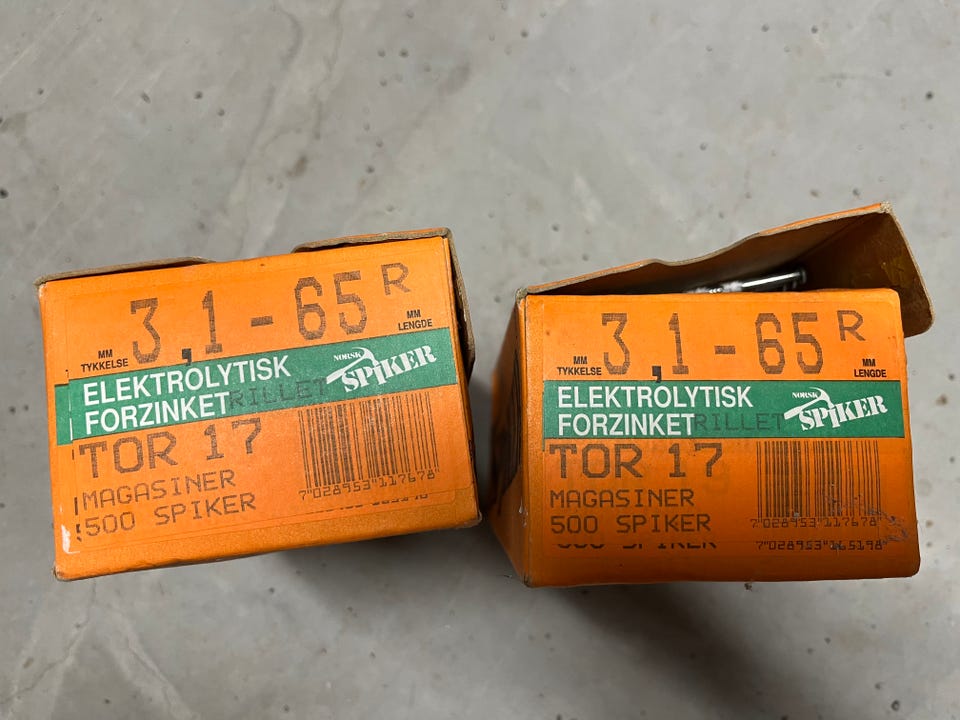 3,1-65 R
MM
TYKKELSE
MM
LENGDE
ELEKTROLYTISK
FORZINKET RILLET
NORSK
SPIKER
TOR 17
MAGASINER
500 SPIKER
7"028953"117678"
3,1-65 R
MM
TYKKELSE
MM
LENGDE
ELEKTROLYTISK
FORZINKET RILLET
NORSK
SPIKER
TOR 17
MAGASINER
500 SPIKER
7"028953"117678"
500 SPIKER
7"028953"165198"